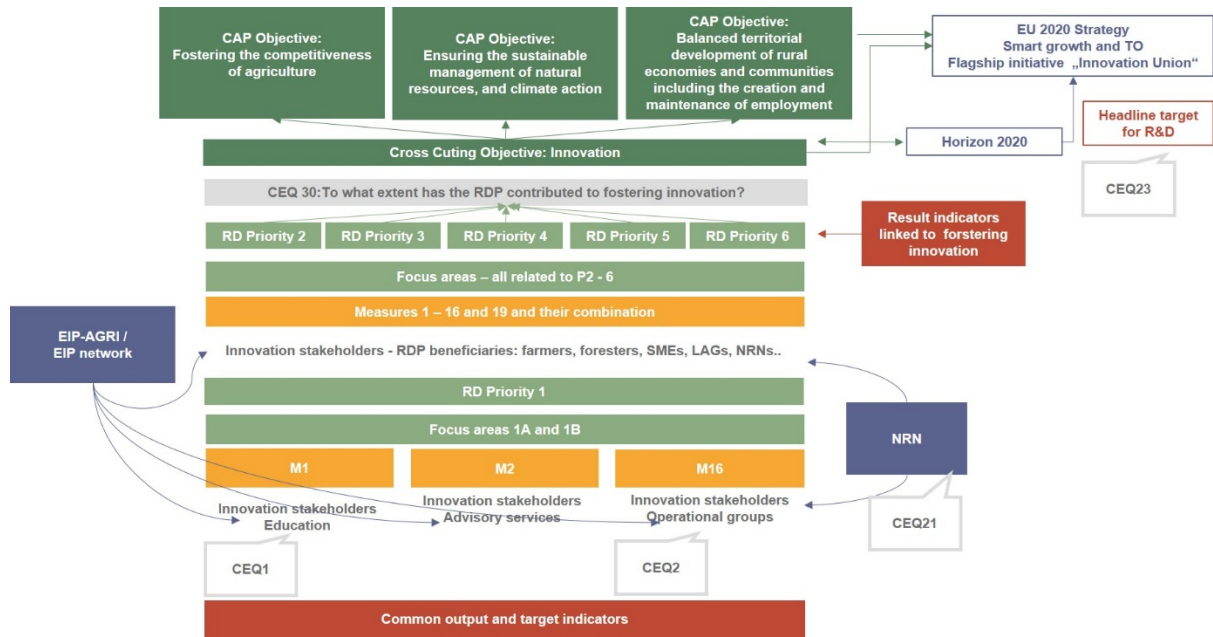 CAP Objective:
Fostering the competitiveness
of agriculture
CAP Objective:
Ensuring the sustainable
management of natural
resources, and climate action
CAP Objective:
Balanced territorial
development of rural
economies and communities
including the creation and
maintenance of employment
EU 2020 Strategy
Smart growth and TO
Flagship initiative „Innovation Union“
Headline target
for R&D
Horizon 2020
Cross Cuting Objective: Innovation
CEQ23
CEQ 30:To what extent has the RDP contributed to fostering innovation?
RD Priority 2
RD Priority 3
RD Priority 4
RD Priority 5
RD Priority 6
Result indicators
linked to forstering
innovation
Focus areas – all related to P2 - 6
Measures 1 – 16 and 19 and their combination
EIP-AGRI /
EIP network
Innovation stakeholders - RDP beneficiaries: farmers, foresters, SMEs, LAGs, NRNs..
RD Priority 1
Focus areas 1A and 1B
NRN
M1
M2
M16
Innovation stakeholders
Education
Innovation stakeholders
Advisory services
Innovation stakeholders
Operational groups
CEQ21
CEQ1
CEQ2
Common output and target indicators